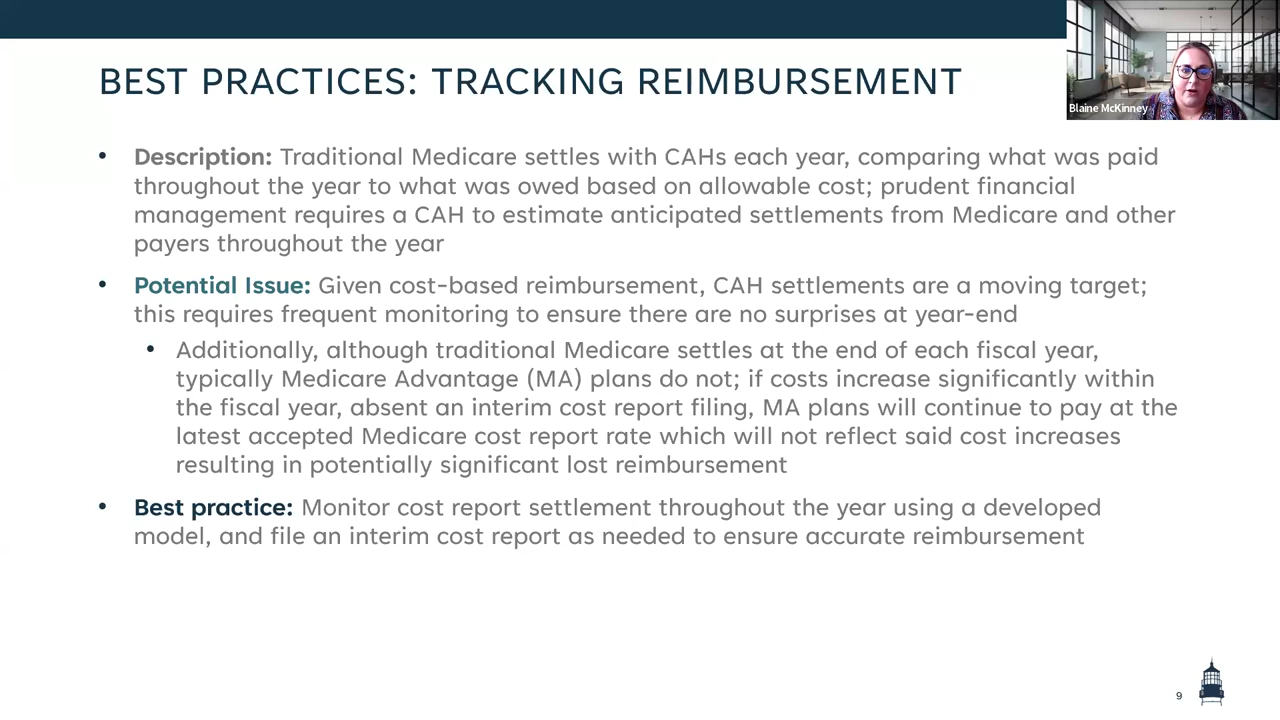 BEST PRACTICES: TRACKING REIMBURSEMENT
Blaine McKinney
• Description: Traditional Medicare settles with CAHs each year, comparing what was paid
throughout the year to what was owed based on allowable cost; prudent financial
management requires a CAH to estimate anticipated settlements from Medicare and other
payers throughout the year
• Potential Issue: Given cost-based reimbursement, CAH settlements are a moving target;
this requires frequent monitoring to ensure there are no surprises at year-end
• Additionally, although traditional Medicare settles at the end of each fiscal year,
typically Medicare Advantage (MA) plans do not; if costs increase significantly within
the fiscal year, absent an interim cost report filing, MA plans will continue to pay at the
latest accepted Medicare cost report rate which will not reflect said cost increases
resulting in potentially significant lost reimbursement
• Best practice: Monitor cost report settlement throughout the year using a developed
model, and file an interim cost report as needed to ensure accurate reimbursement
9